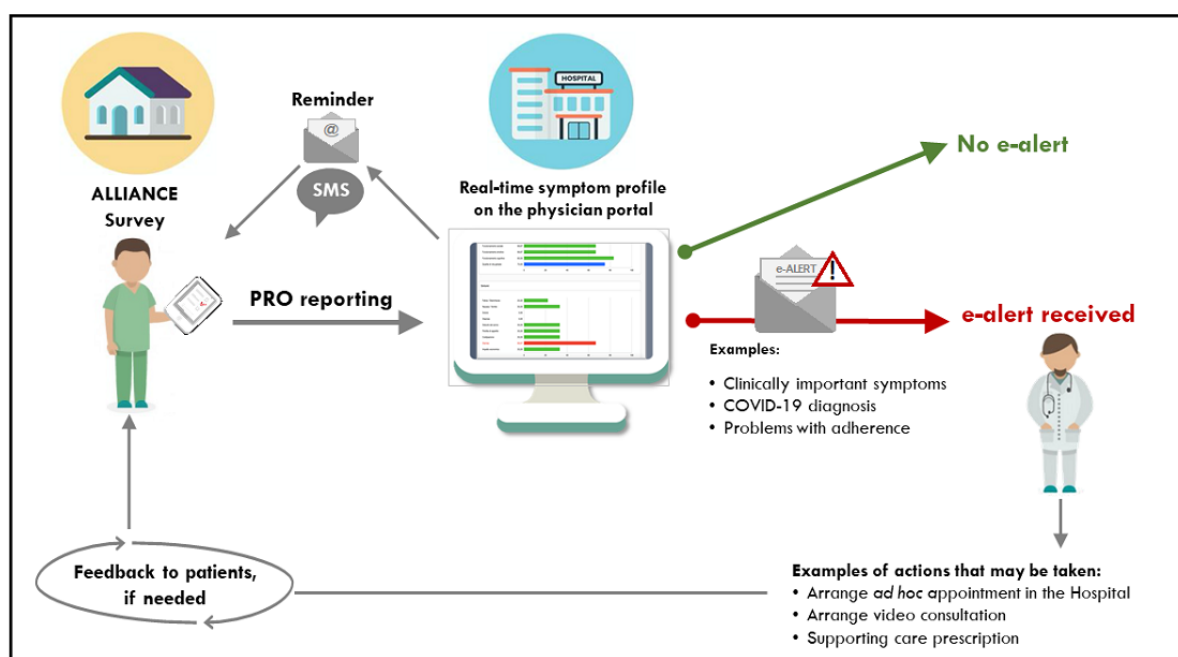 Reminder
@
SMS
HOSPITAL
ALLIANCE
Survey
Real-time symptom profile
on the physician portal
No e-alert
PRO reporting
e-ALERT
!
e-alert received
Examples:
• Clinically important symptoms
• COVID-19 diagnosis
• Problems with adherence
Feedback to patients,
if needed
Examples of actions that may be taken:
• Arrange ad hoc appointment in the Hospital
• Arrange video consultation
• Supporting care prescription